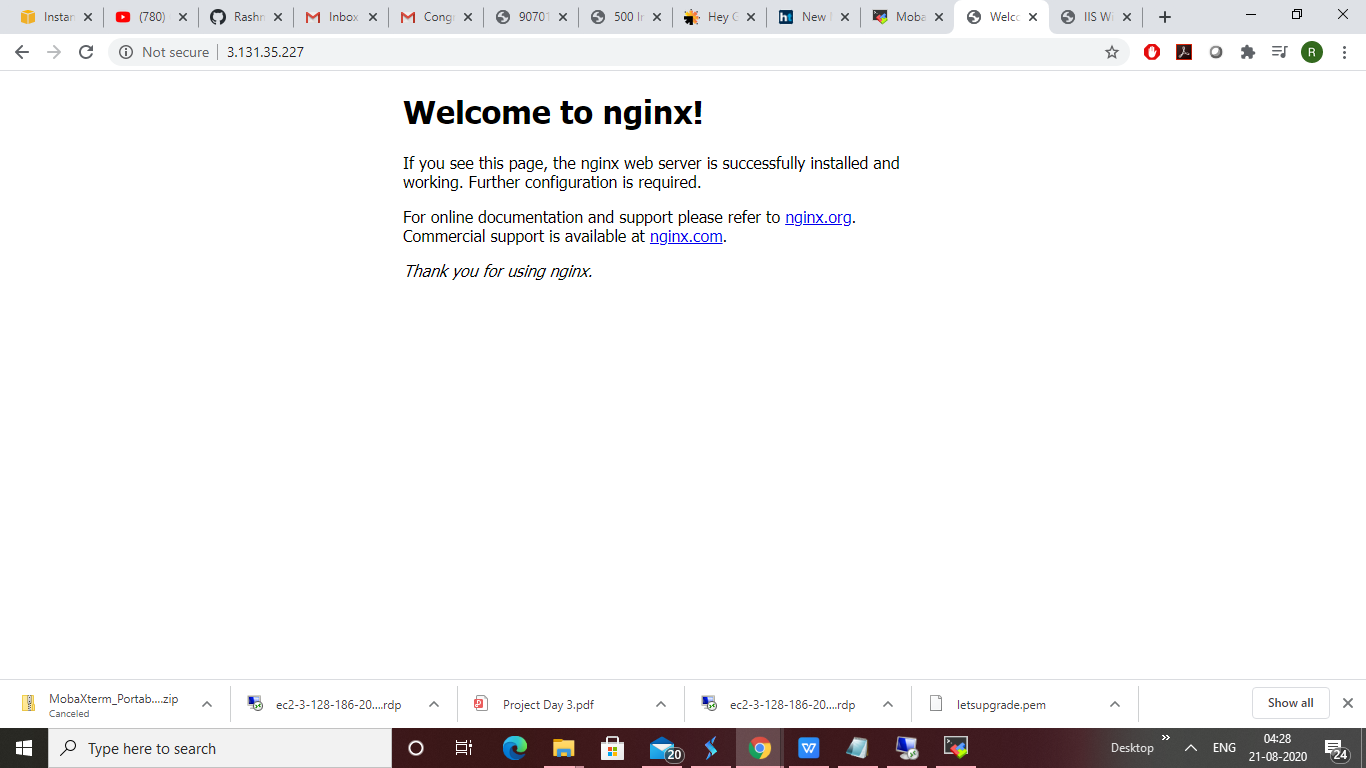 Instan
(780)
Rashr
Inbox
Cong
90701
500 In
Hey G
New
Moba
Welco
IIS Wi
Not secure
3.131.35.227
R
Welcome to nginx!
If you see this page, the nginx web server is successfully installed and
working. Further configuration is required.
For online documentation and support please refer to nginx.org.
Commercial support is available at nginx.com.
Thank you for using nginx.
MobaXterm_Portab....zip
Canceled
ec2-3-128-186-20....rdp
Project Day 3.pdf
ec2-3-128-186-20....rdp
letsupgrade.pem
Show all
Type here to search
20
Desktop
ENG
04:28
21-08-2020
24